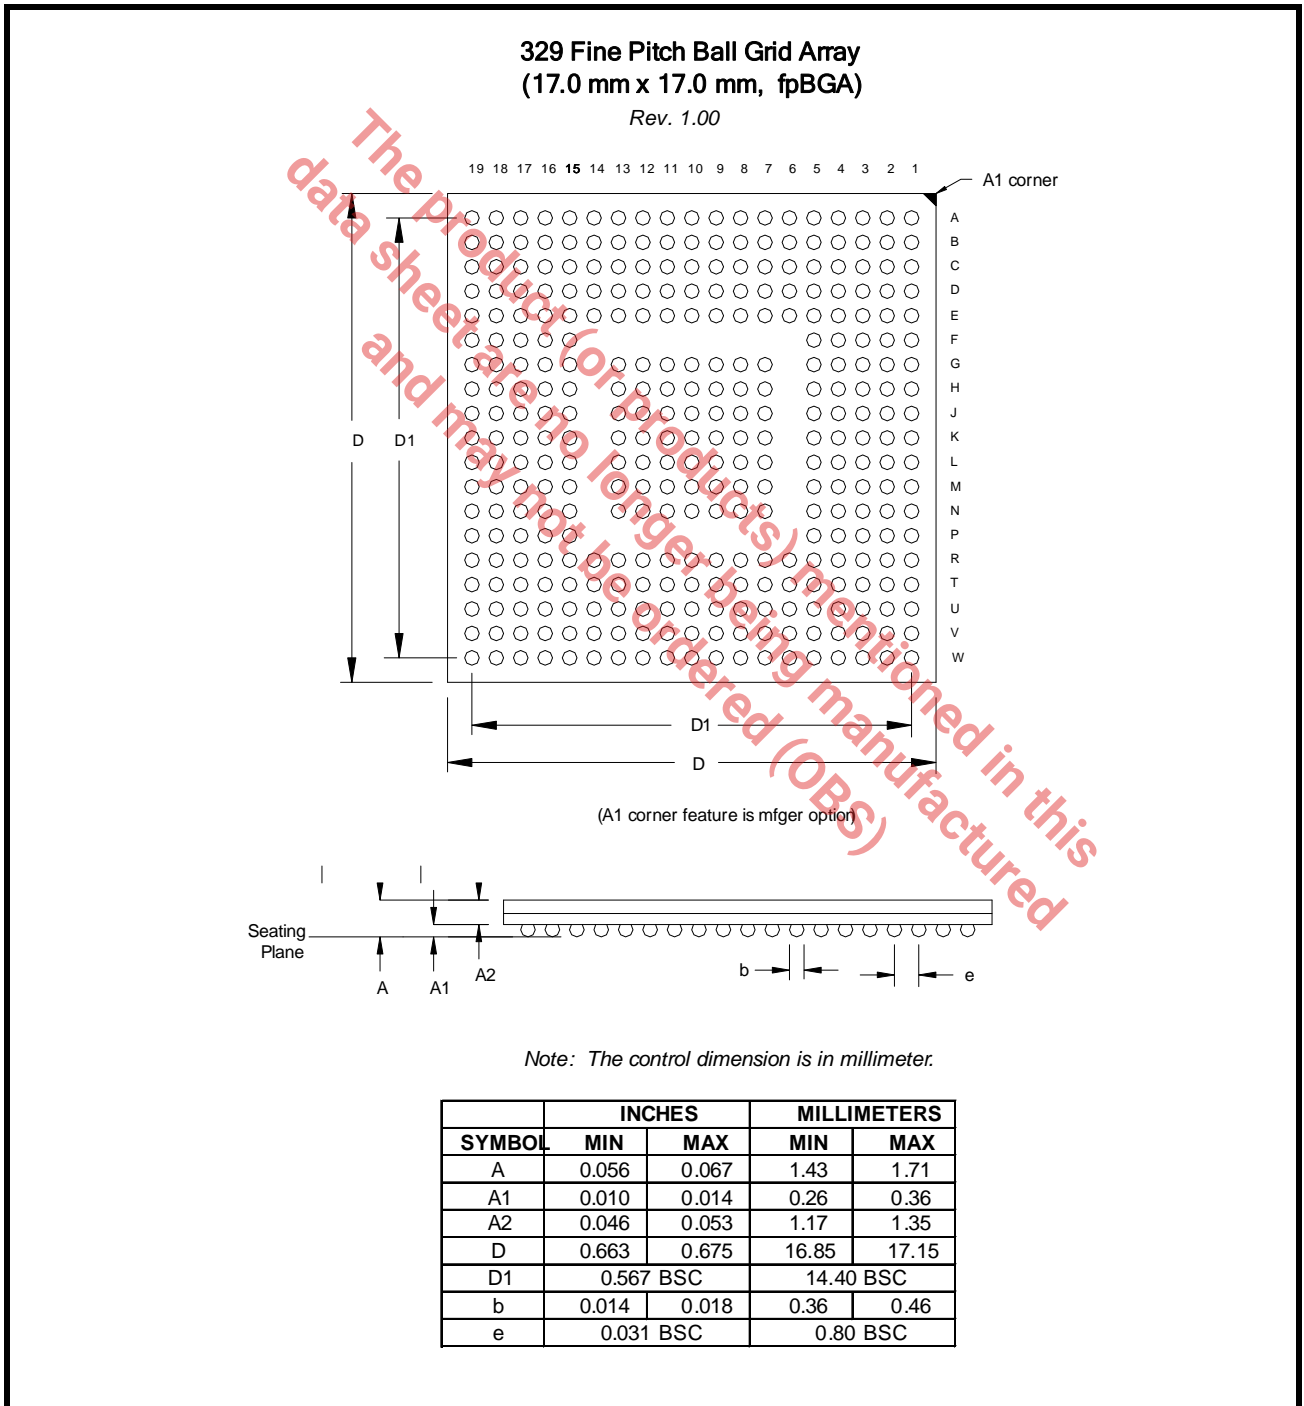 329 Fine Pitch Ball Grid Array
(17.0 mm x 17.0 mm, fpBGA)
Rev. 1.00
19 18 17 16 15 14 13 12 11 10 9 8 7 6 5 4 3 2 1
A1 corner
A
B
C
D
E
F
G
H
J
K
L
M
N
P
R
T
U
V
W
D D1
D1
D
(A1 corner feature is mfger option)
The product (or products) mentioned in this
data sheet are no longer being manufactured
and may not be ordered (OBS)
Seating
Plane
A A1 A2
b e
Note: The control dimension is in millimeter.
INCHES MILLIMETERS
SYMBOL MIN MAX MIN MAX
A 0.056 0.067 1.43 1.71
A1 0.010 0.014 0.26 0.36
A2 0.046 0.053 1.17 1.35
D 0.663 0.675 16.85 17.15
D1 0.567 BSC 14.40 BSC
b 0.014 0.018 0.36 0.46
e 0.031 BSC 0.80 BSC